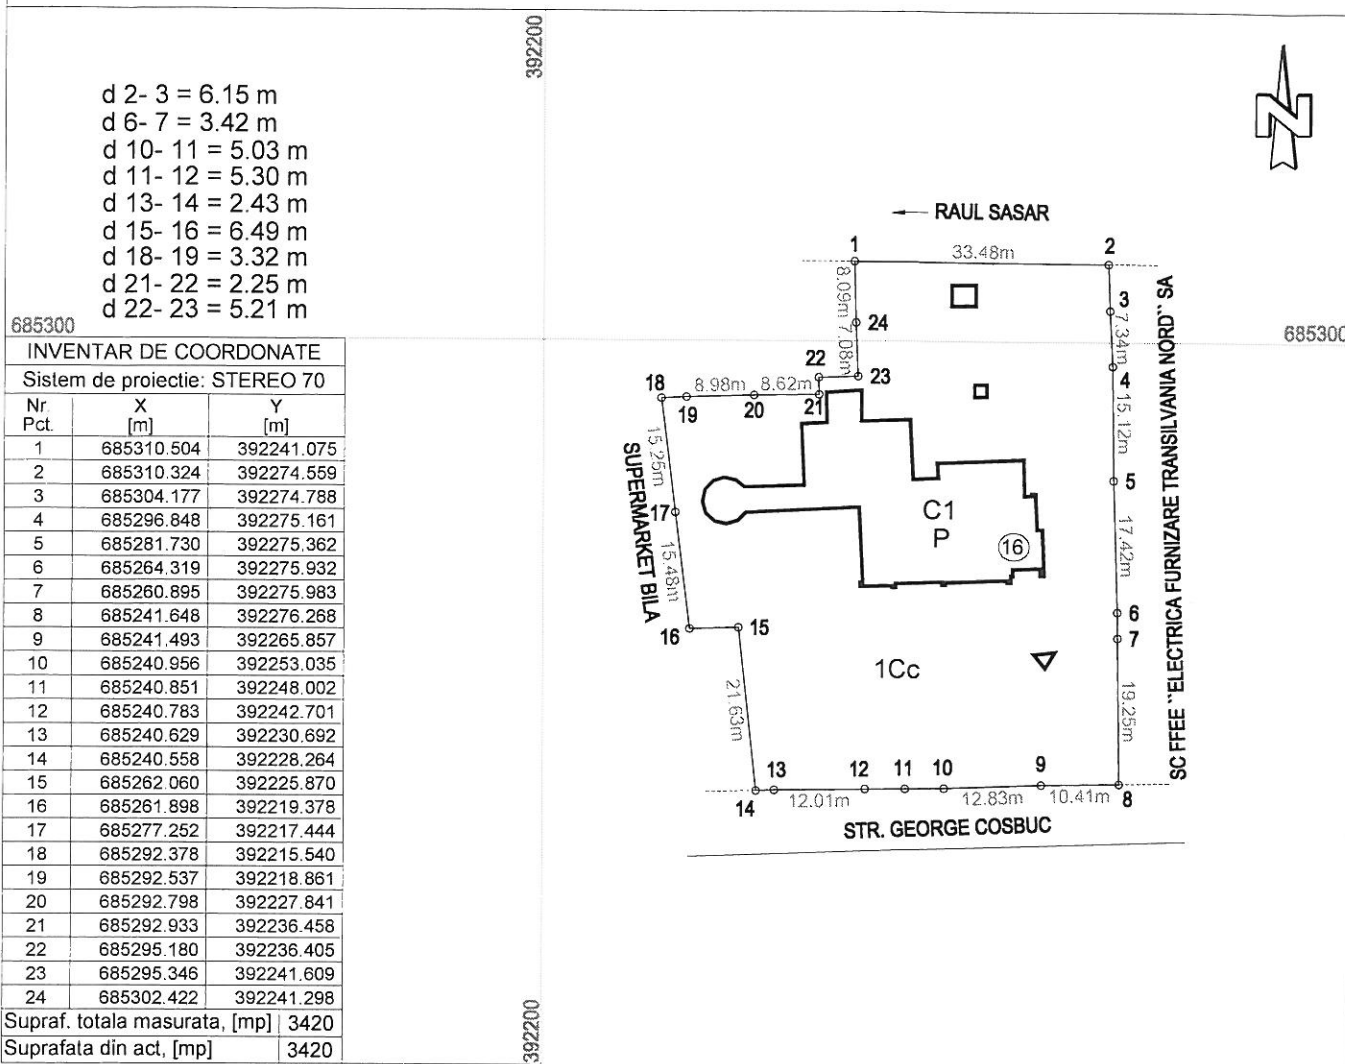 392200
d 2- 3 = 6.15 m
d 6- 7 = 3.42 m
d 10- 11 = 5.03 m
d 11- 12 = 5.30 m
d 13- 14 = 2.43 m
d 15- 16 = 6.49 m
d 18- 19 = 3.32 m
d 21- 22 = 2.25 m
d 22- 23 = 5.21 m
685300
INVENTAR DE COORDONATE
Sistem de proiectie: STEREO 70
Nr. Pct. X [m] Y [m]
1 685310.504 392241.075
2 685310.324 392274.559
3 685304.177 392274.788
4 685296.848 392275.161
5 685281.730 392275.362
6 685264.319 392275.932
7 685260.895 392275.983
8 685241.648 392276.268
9 685241.493 392265.857
10 685240.956 392253.035
11 685240.851 392248.002
12 685240.783 392242.701
13 685240.629 392230.692
14 685240.558 392228.264
15 685262.060 392225.870
16 685261.898 392219.378
17 685277.252 392217.444
18 685292.378 392215.540
19 685292.537 392218.861
20 685292.798 392227.841
21 685292.933 392236.458
22 685295.180 392236.405
23 685295.346 392241.609
24 685302.422 392241.298
Supraf. totala masurata, [mp] 3420
Suprafata din act, [mp] 3420
392200
N
RAUL SASAR
1
33.48m
2
8.09m
3
24
7.34m
685300
7.08m
22
23
4
18
8.98m
8.62m
19
20
21
15.12m
15.25m
5
17
C1
P
16
17.42m
15.48m
SUPERMARKET BILA
16
15
6
7
1Cc
21.63m
19.25m
SC FFEE "ELECTRICA FURNIZARE TRANSILVANIA NORD" SA
13
12
11
10
9
14
12.01m
12.83m
10.41m
8
STR. GEORGE COSBUC